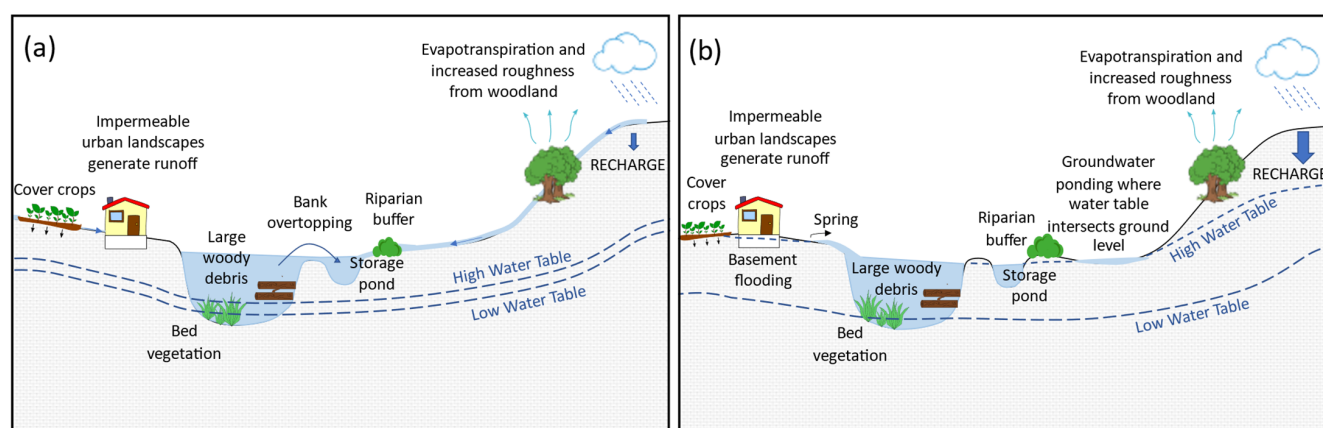 (a)
Evapotranspiration and
increased roughness
from woodland
Impermeable
urban landscapes
generate runoff
RECHARGE
Cover crops
Bank
overtopping
Riparian
buffer
Large
woody
debris
Storage
pond
High Water Table
Low Water Table
Bed
vegetation
(b)
Evapotranspiration and
increased roughness
from woodland
Impermeable
urban landscapes
generate runoff
Groundwater
ponding where
water table
intersects ground
level
RECHARGE
Cover
crops
Spring
Riparian
buffer
High Water Table
Basement
flooding
Large woody
debris
Storage
pond
Low Water Table
Bed
vegetation